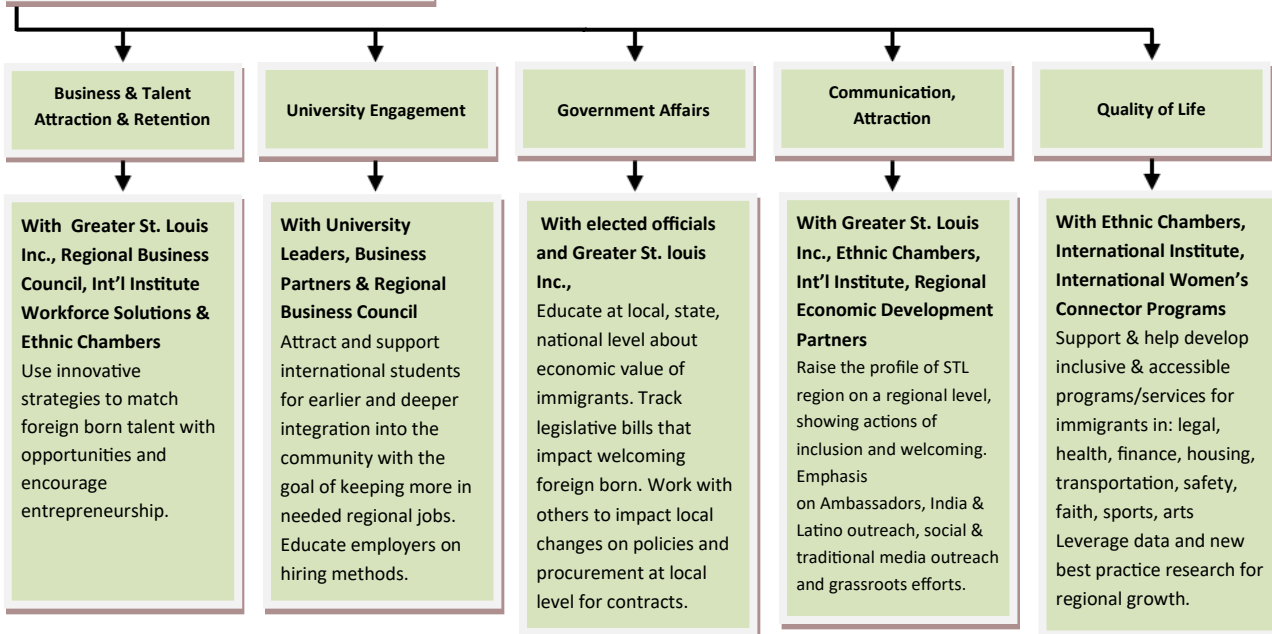 Business & Talent
Attraction & Retention
University Engagement
Government Affairs
Communication,
Attraction
Quality of Life
With Greater St. Louis
Inc., Regional Business
Council, Int’l Institute
Workforce Solutions &
Ethnic Chambers
Use innovative
strategies to match
foreign born talent with
opportunities and
encourage
entrepreneurship.
With University
Leaders, Business
Partners & Regional
Business Council
Attract and support
international students
for earlier and deeper
integration into the
community with the
goal of keeping more in
needed regional jobs.
Educate employers on
hiring methods.
With elected officials
and Greater St. louis
Inc.,
Educate at local, state,
national level about
economic value of
immigrants. Track
legislative bills that
impact welcoming
foreign born. Work with
others to impact local
changes on policies and
procurement at local
level for contracts.
With Greater St. Louis
Inc., Ethnic Chambers,
Int’l Institute, Regional
Economic Development
Partners
Raise the profile of STL
region on a regional level,
showing actions of
inclusion and welcoming.
Emphasis
on Ambassadors, India &
Latino outreach, social &
traditional media outreach
and grassroots efforts.
With Ethnic Chambers,
International Institute,
International Women’s
Connector Programs
Support & help develop
inclusive & accessible
programs/services for
immigrants in: legal,
health, finance, housing,
transportation, safety,
faith, sports, arts
Leverage data and new
best practice research for
regional growth.